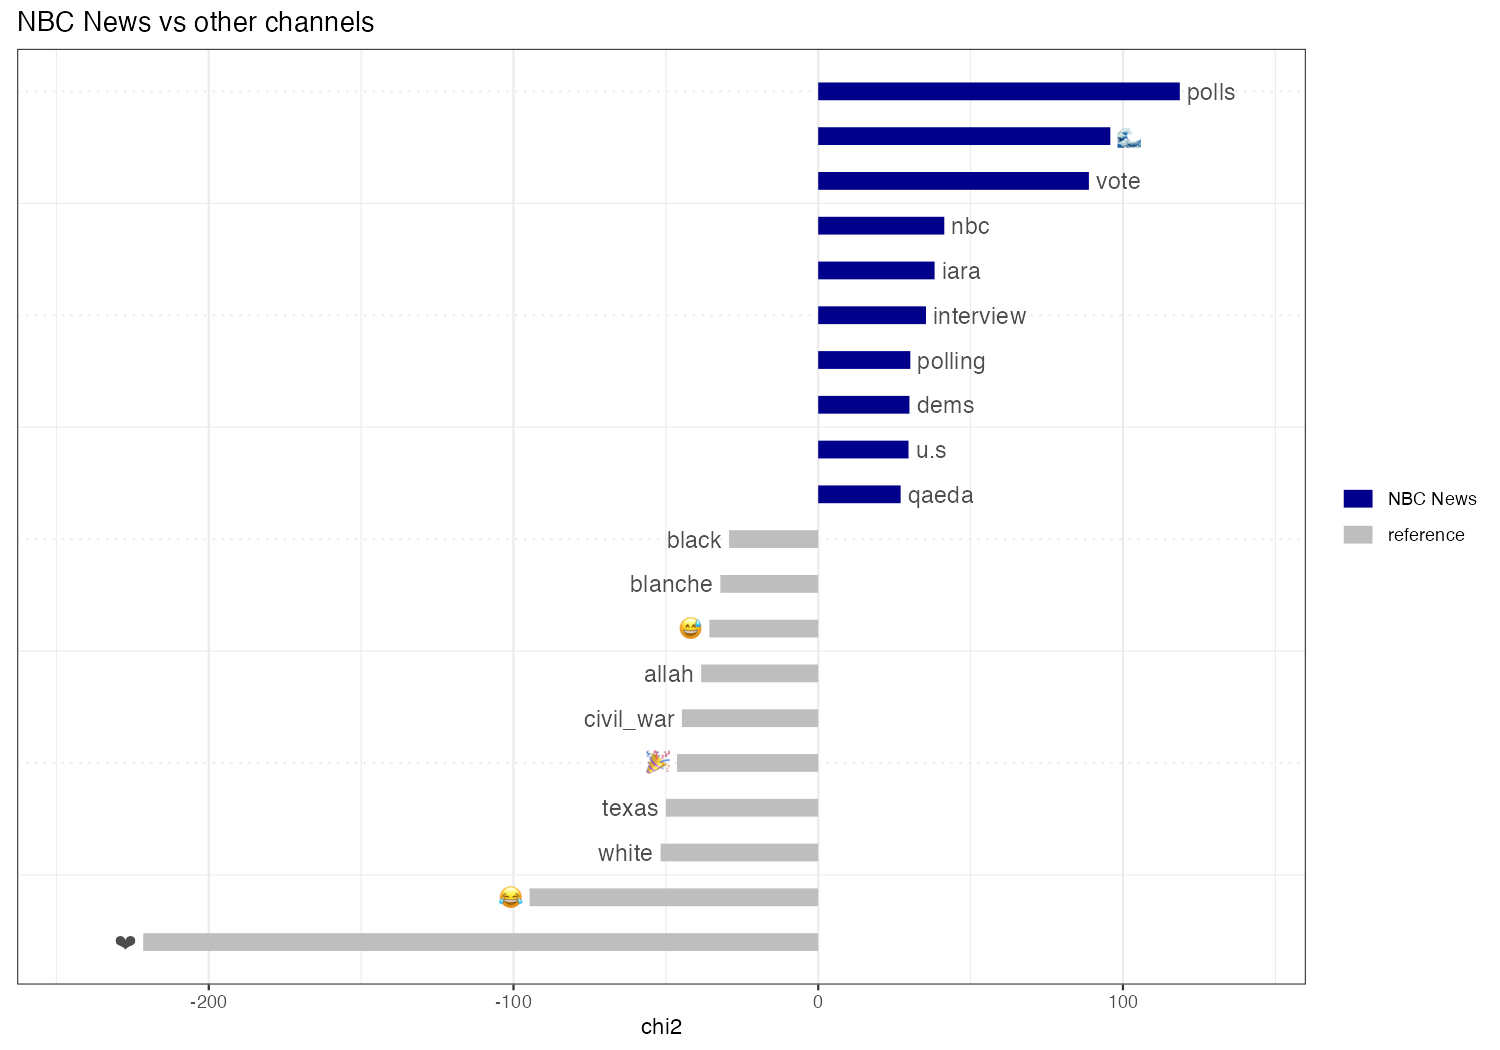 NBC News vs other channels
polls
🌊
vote
nbc
iara
interview
polling
dems
u.s
qaeda
black
blanche
😅
allah
civil_war
🎉
texas
white
😂
❤
-200 -100 0 100
chi2
NBC News
reference